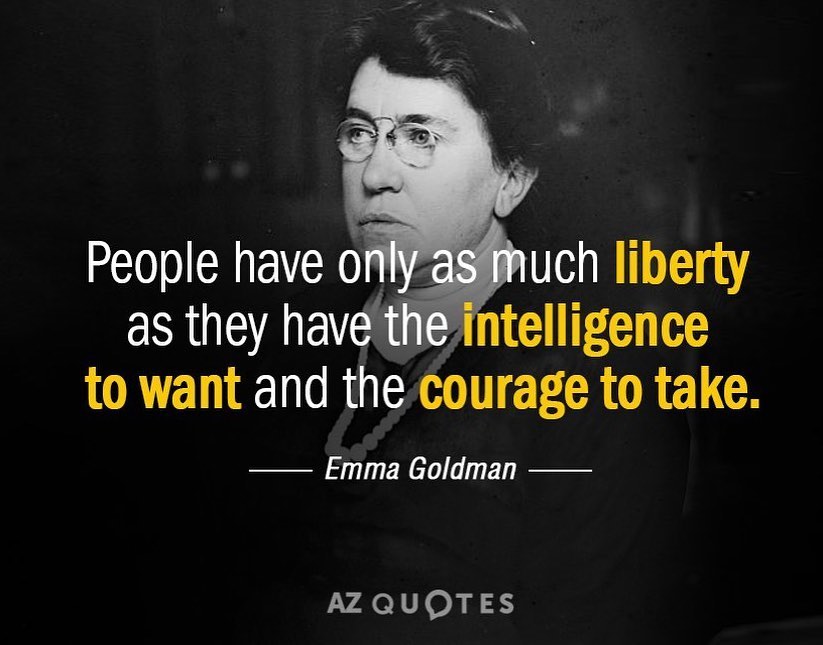 People have only as much liberty
as they have the intelligence
to want and the courage to take.
Emma Goldman
AZ QUOTES